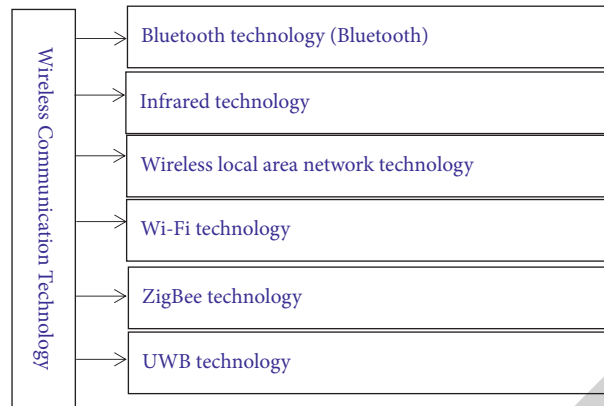 Wireless Communication Technology
Bluetooth technology (Bluetooth)
Infrared technology
Wireless local area network technology
Wi-Fi technology
ZigBee technology
UWB technology